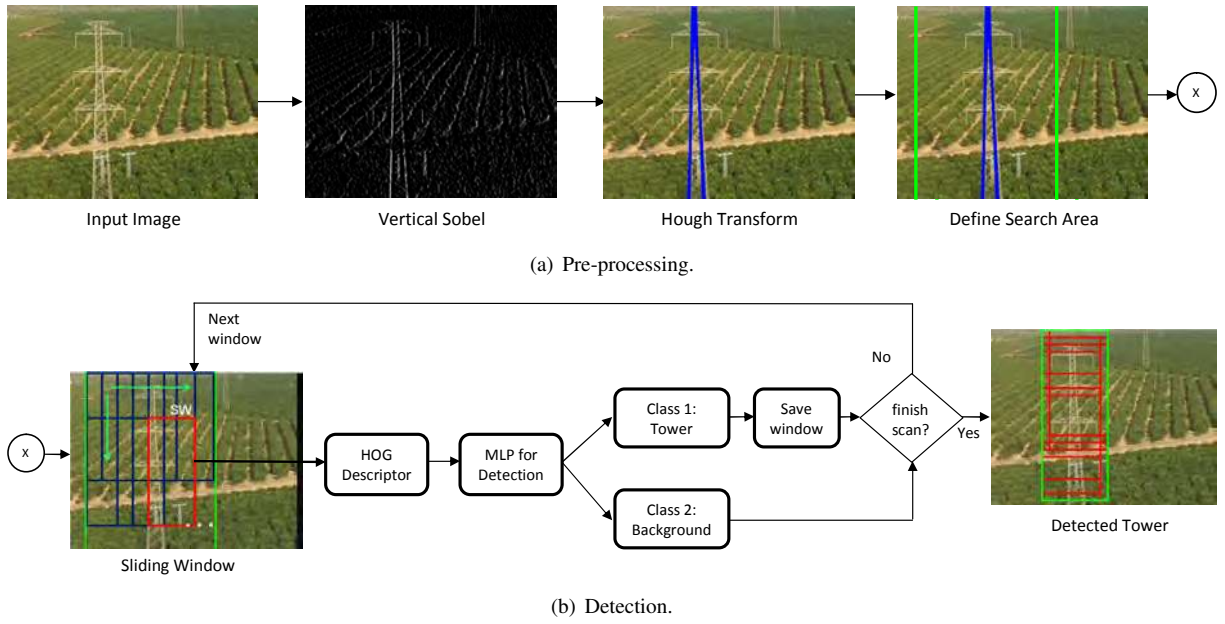 X
Input Image
Vertical Sobel
Hough Transform
Define Search Area
(a) Pre-processing.
Next
window
No
SW
Class 1:
Tower
Save
window
finish
scan?
Yes
X
HOG
Descriptor
MLP for
Detection
Class 2:
Background
Detected Tower
Sliding Window
(b) Detection.